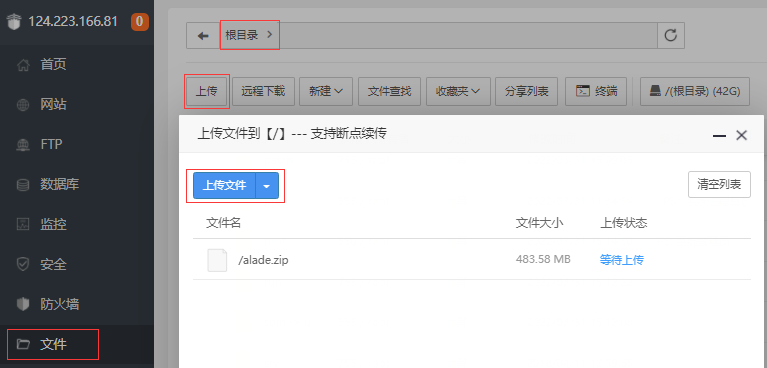 124.223.166.81 0
首页
网站
FTP
数据库
监控
安全
防火墙
文件
根目录
上传 远程下载 新建 文件查找 收藏夹 分享列表 终端 /(根目录) (42G)
上传文件到【/】--- 支持断点续传
上传文件 清空列表
文件名 文件大小 上传状态
/alade.zip 483.58 MB 等待上传